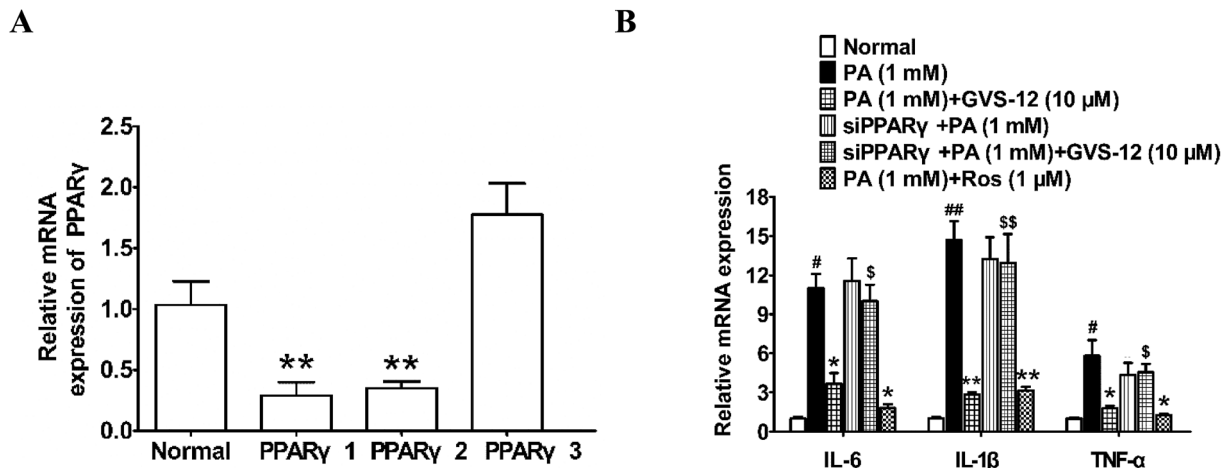 A
Relative mRNA
expression of PPARγ
2.5
2.0
1.5
1.0
0.5
0.0
** **
Normal PPARγ 1 PPARγ 2 PPARγ 3
B
Normal
PA (1 mM)
PA (1 mM)+GVS-12 (10 µM)
siPPARγ +PA (1 mM)
siPPARγ +PA (1 mM)+GVS-12 (10 µM)
PA (1 mM)+Ros (1 µM)
Relative mRNA expression
18
15
12
9
6
3
0
# * $ *
## ** $$ **
# * $ *
IL-6 IL-1ß TNF-α